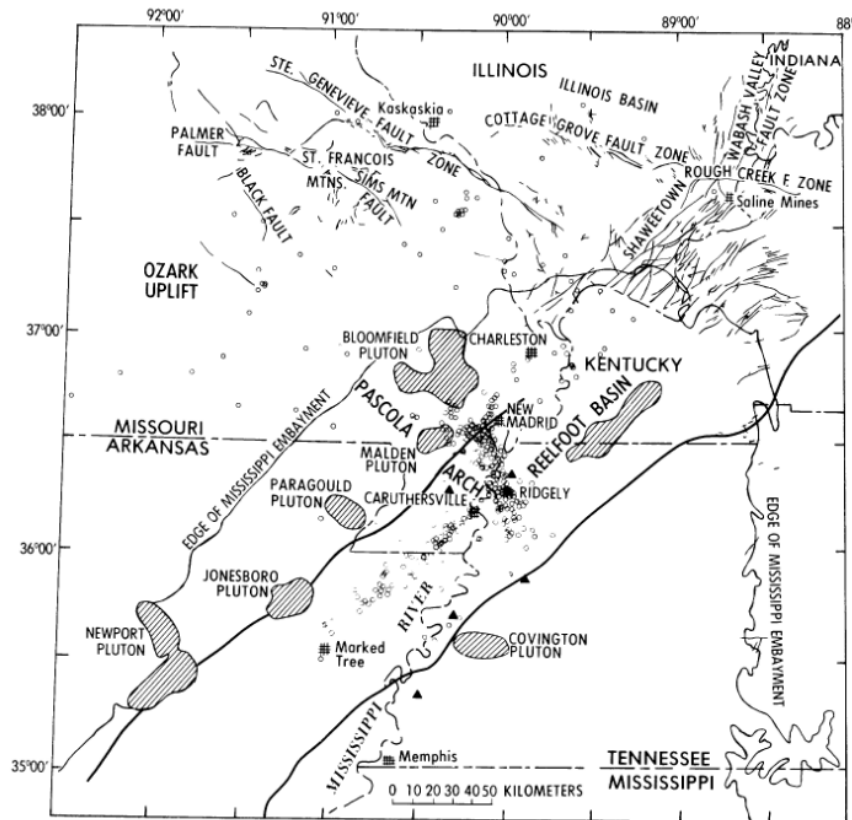 92°00'
91°00'
90°00'
89°00'
88°
INDIANA
ILLINOIS
WABASH VALLEY
FAULT ZONE
STE. GENEVIEVE FAULT ZONE
Kaskaskia
ILLINOIS BASIN
38°00'
COTTAGE GROVE FAULT ZONE
PALMER
FAULT
ST. FRANCOIS
MTNS.
SIMS MTN
FAULT
ROUGH CREEK F. ZONE
BLACK FAULT
SHAWEETOWN
Saline Mines
OZARK
UPLIFT
37°00'
BLOOMFIELD
PLUTON
CHARLESTON
KENTUCKY
PASCOLA
ARCH
REELFOOT BASIN
NEW
MADRID
MISSOURI
ARKANSAS
EDGE OF MISSISSIPPI EMBAYMENT
MALDEN
PLUTON
PARAGOULD
PLUTON
CARUTHERSVILLE
RIDGELY
36°00'
EDGE OF MISSISSIPPI EMBAYMENT
JONESBORO
PLUTON
NEWPORT
PLUTON
MISSISSIPPI
RIVER
Marked
Tree
COVINGTON
PLUTON
35°00'
Memphis
TENNESSEE
MISSISSIPPI
0 10 20 30 40 50 KILOMETERS